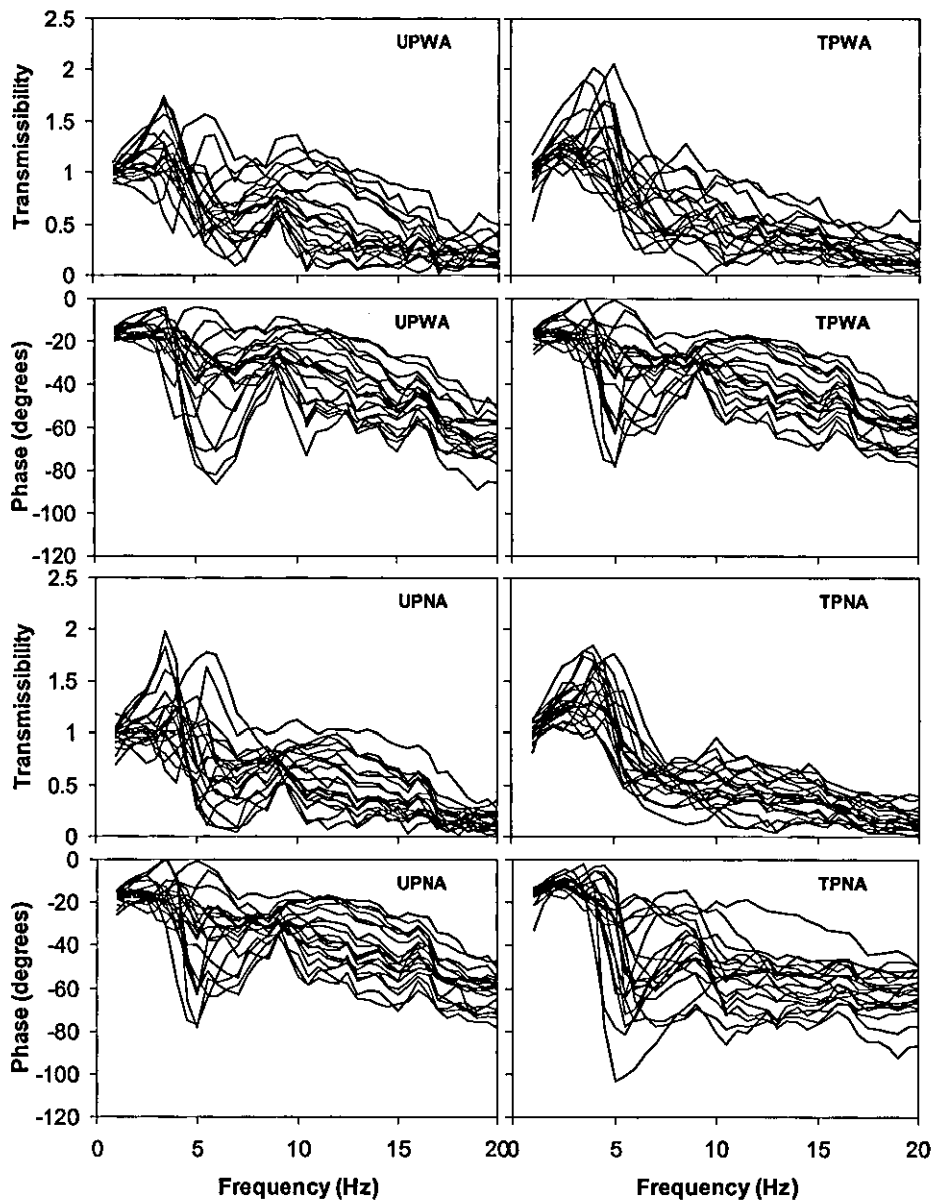 2.5
2
1.5
1
0.5
0
Transmissibility
UPWA
TPWA
0
-20
-40
-60
-80
-100
-120
Phase (degrees)
UPWA
TPWA
2.5
2
1.5
1
0.5
0
Transmissibility
UPNA
TPNA
0
-20
-40
-60
-80
-100
-120
Phase (degrees)
UPNA
TPNA
0 5 10 15 20 0 5 10 15 20
Frequency (Hz) Frequency (Hz)